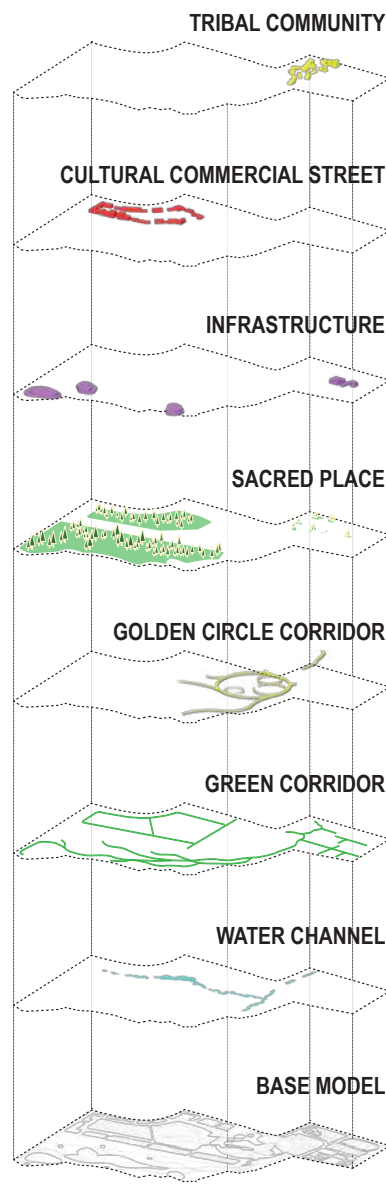 TRIBAL COMMUNITY
CULTURAL COMMERCIAL STREET
INFRASTRUCTURE
SACRED PLACE
GOLDEN CIRCLE CORRIDOR
GREEN CORRIDOR
WATER CHANNEL
BASE MODEL